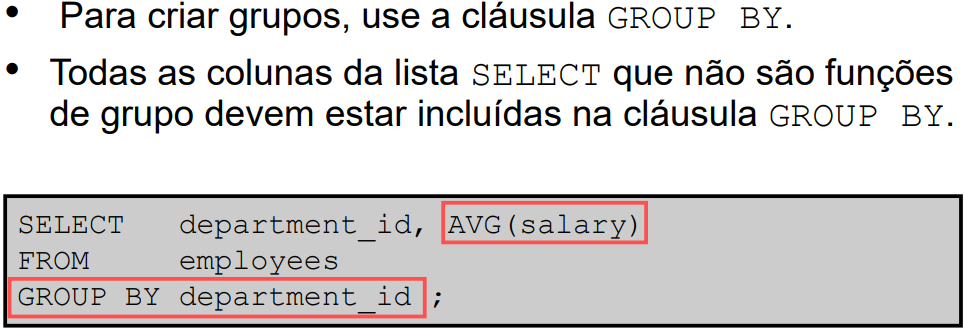 • Para criar grupos, use a cláusula GROUP BY.
• Todas as colunas da lista SELECT que não são funções
de grupo devem estar incluídas na cláusula GROUP BY.
SELECT department_id, AVG(salary)
FROM employees
GROUP BY department_id ;